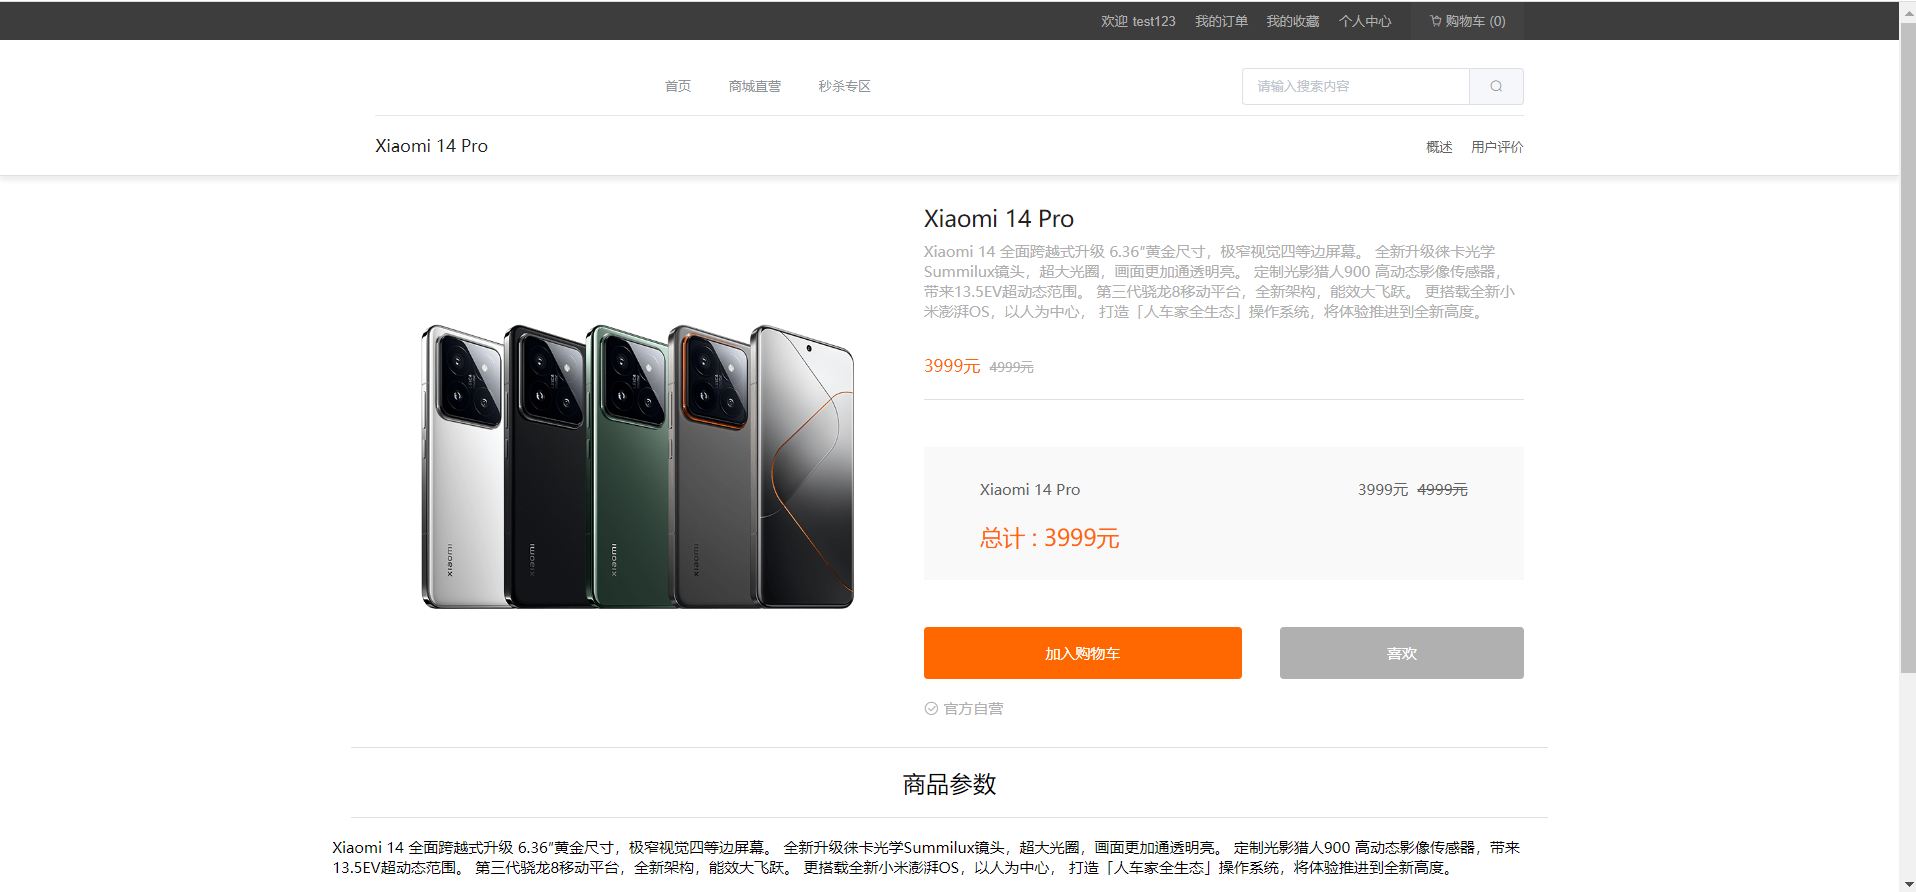 欢迎 test123 我的订单 我的收藏 个人中心 购物车 (0)
首页 商城直营 秒杀专区 请输入搜索内容
Xiaomi 14 Pro 概述 用户评价
Xiaomi 14 Pro
Xiaomi 14 全面跨越式升级 6.36″黄金尺寸，极窄视觉四等边屏幕。 全新升级徕卡光学
Summilux镜头，超大光圈，画面更加通透明亮。 定制光影猎人900 高动态影像传感器，
带来13.5EV超动态范围。 第三代骁龙8移动平台，全新架构，能效大飞跃。 更搭载全新小
米澎湃OS，以人为中心， 打造「人车家全生态」操作系统，将体验推进到全新高度。
3999元 4999元
Xiaomi 14 Pro 3999元 4999元
总计 : 3999元
xiaomi xiaomi xiaomi xiaomi
加入购物车 喜欢
官方自营
商品参数
Xiaomi 14 全面跨越式升级 6.36″黄金尺寸，极窄视觉四等边屏幕。 全新升级徕卡光学Summilux镜头，超大光圈，画面更加通透明亮。 定制光影猎人900 高动态影像传感器，带来
13.5EV超动态范围。 第三代骁龙8移动平台，全新架构，能效大飞跃。 更搭载全新小米澎湃OS，以人为中心， 打造「人车家全生态」操作系统，将体验推进到全新高度。